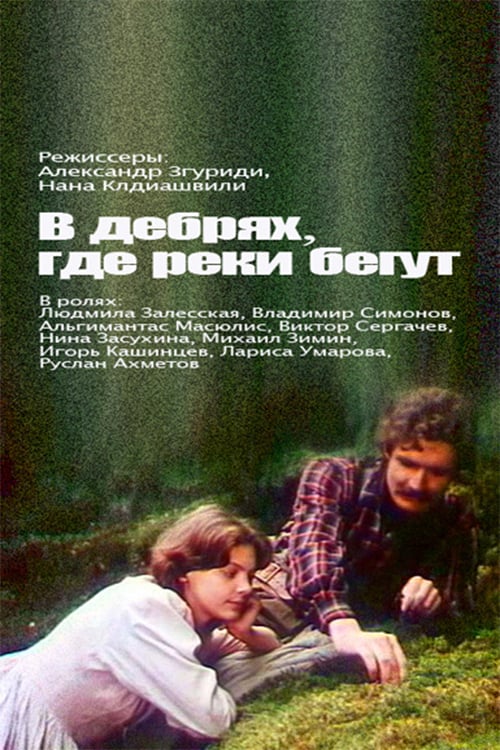 Режиссеры:
Александр Згуриди,
Нана Клдиашвили
В дебрях,
где реки бегут
В ролях:
Людмила Залесская, Владимир Симонов,
Альгимантас Масюлис, Виктор Сергачев,
Нина Засухина, Михаил Зимин,
Игорь Кашинцев, Лариса Умарова,
Руслан Ахметов